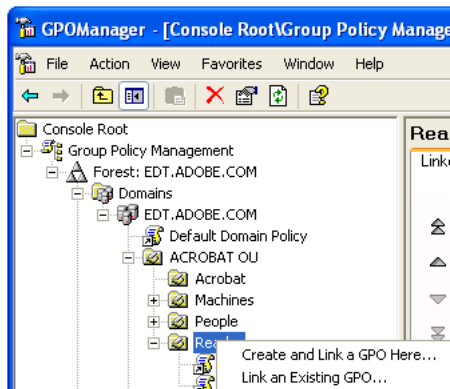 GPOManager - [Console Root\Group Policy Manage
File Action View Favorites Window Help
Console Root
Group Policy Management
Forest: EDT.ADOBE.COM
Domains
EDT.ADOBE.COM
Default Domain Policy
ACROBAT OU
Acrobat
Machines
People
Rea
Create and Link a GPO Here...
Link an Existing GPO...
Rea
Link